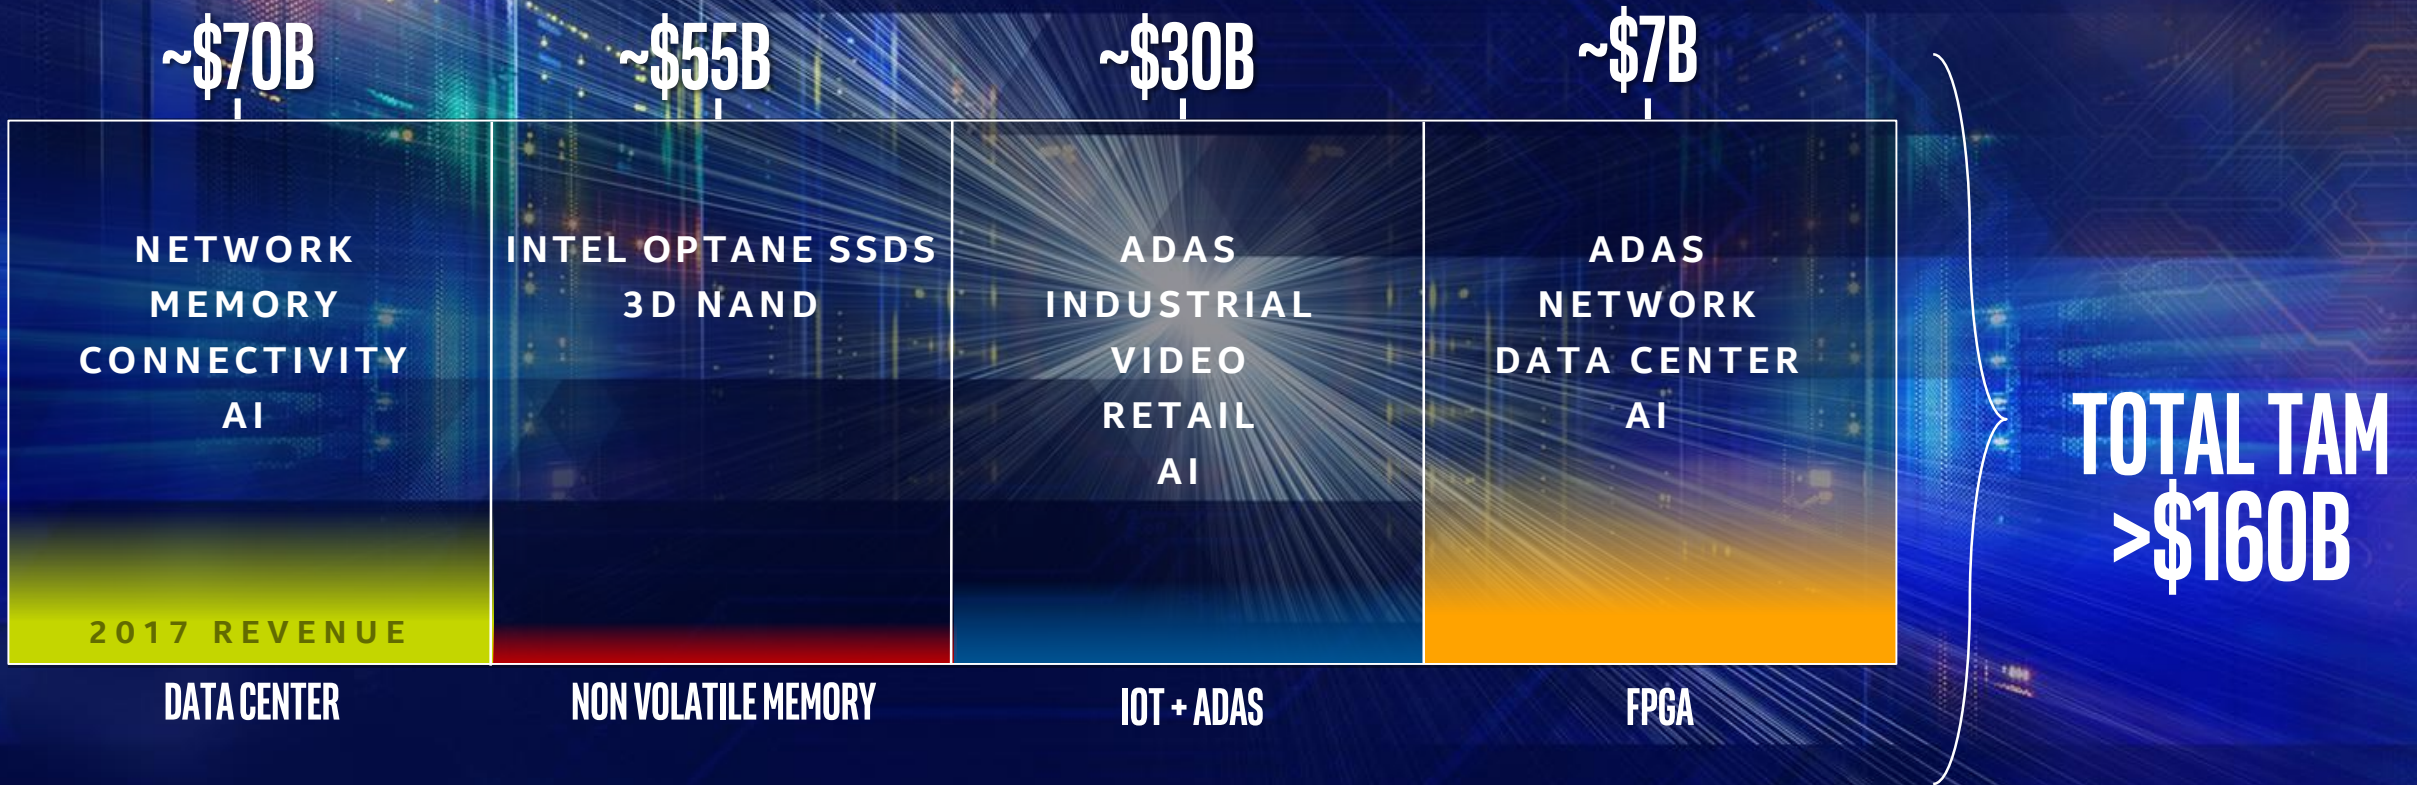 ~$70B
~$55B
~$30B
~$7B
NETWORK
MEMORY
CONNECTIVITY
AI
2017 REVENUE
DATA CENTER
INTEL OPTANE SSDS
3D NAND
NON VOLATILE MEMORY
ADAS
INDUSTRIAL
VIDEO
RETAIL
AI
IOT + ADAS
ADAS
NETWORK
DATA CENTER
AI
FPGA
TOTAL TAM
>$160B